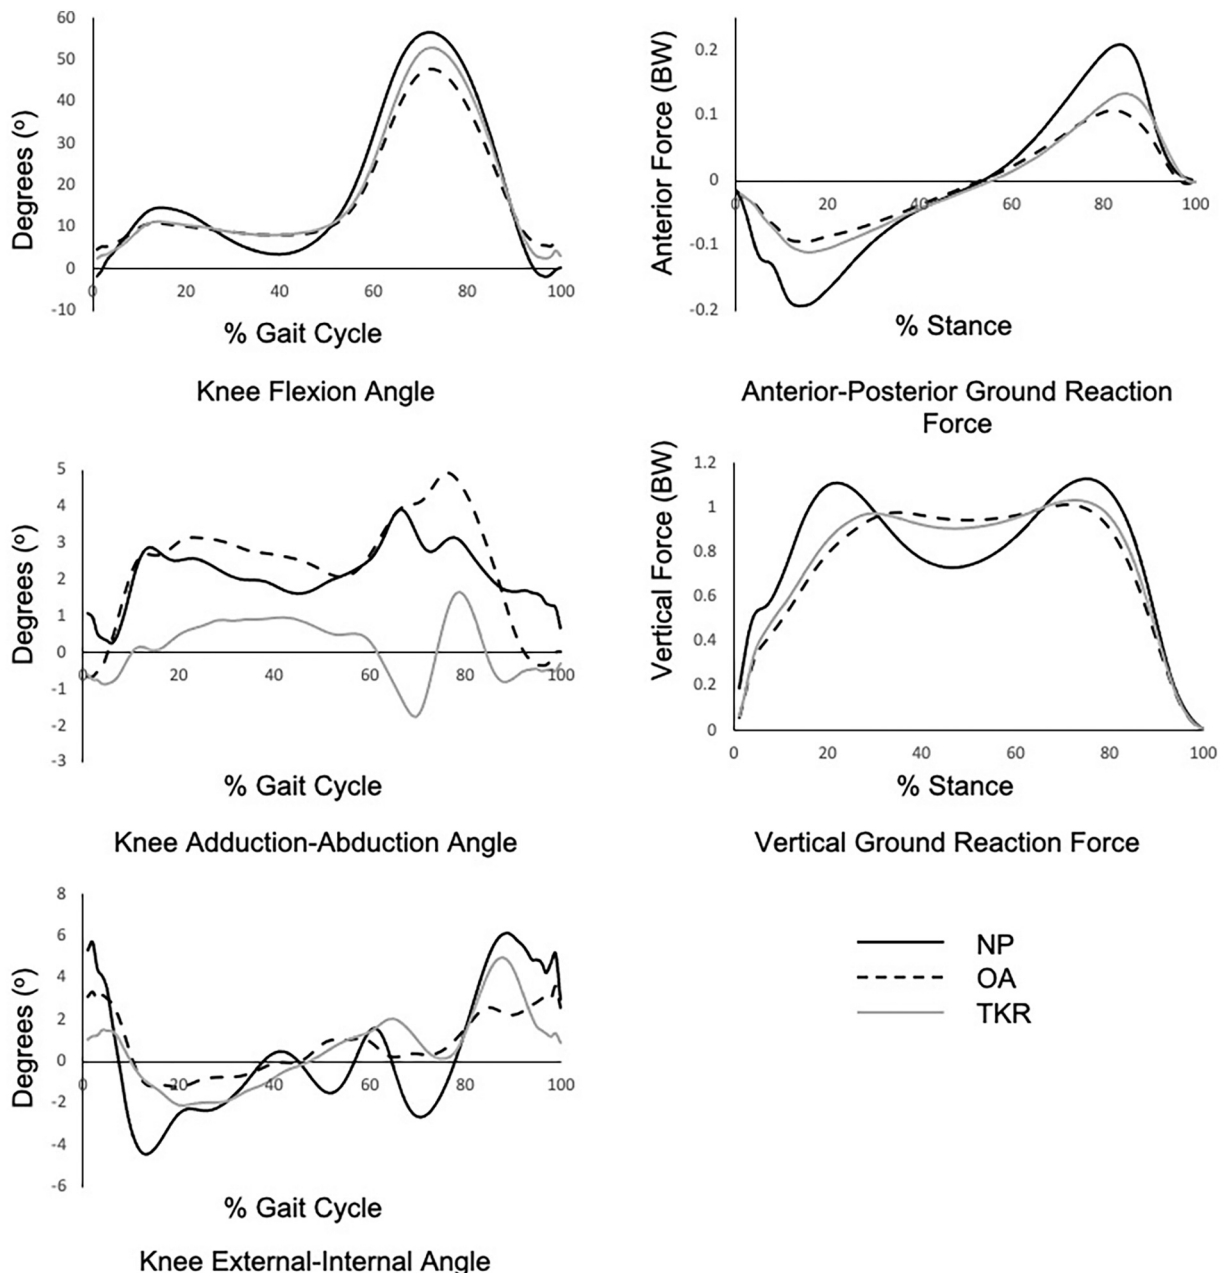 60
50
40
30
20
10
0
-10
Degrees (º)
0 20 40 60 80 100
% Gait Cycle
Knee Flexion Angle
0.2
0.1
0
-0.1
-0.2
Anterior Force (BW)
0 20 40 60 80 100
% Stance
Anterior-Posterior Ground Reaction
Force
5
4
3
2
1
0
-1
-2
-3
Degrees (º)
0 20 40 60 80 100
% Gait Cycle
Knee Adduction-Abduction Angle
1.2
1
0.8
0.6
0.4
0.2
0
Vertical Force (BW)
0 20 40 60 80 100
% Stance
Vertical Ground Reaction Force
8
6
4
2
0
-2
-4
-6
Degrees (º)
0 20 40 60 80 100
% Gait Cycle
Knee External-Internal Angle
NP
OA
TKR